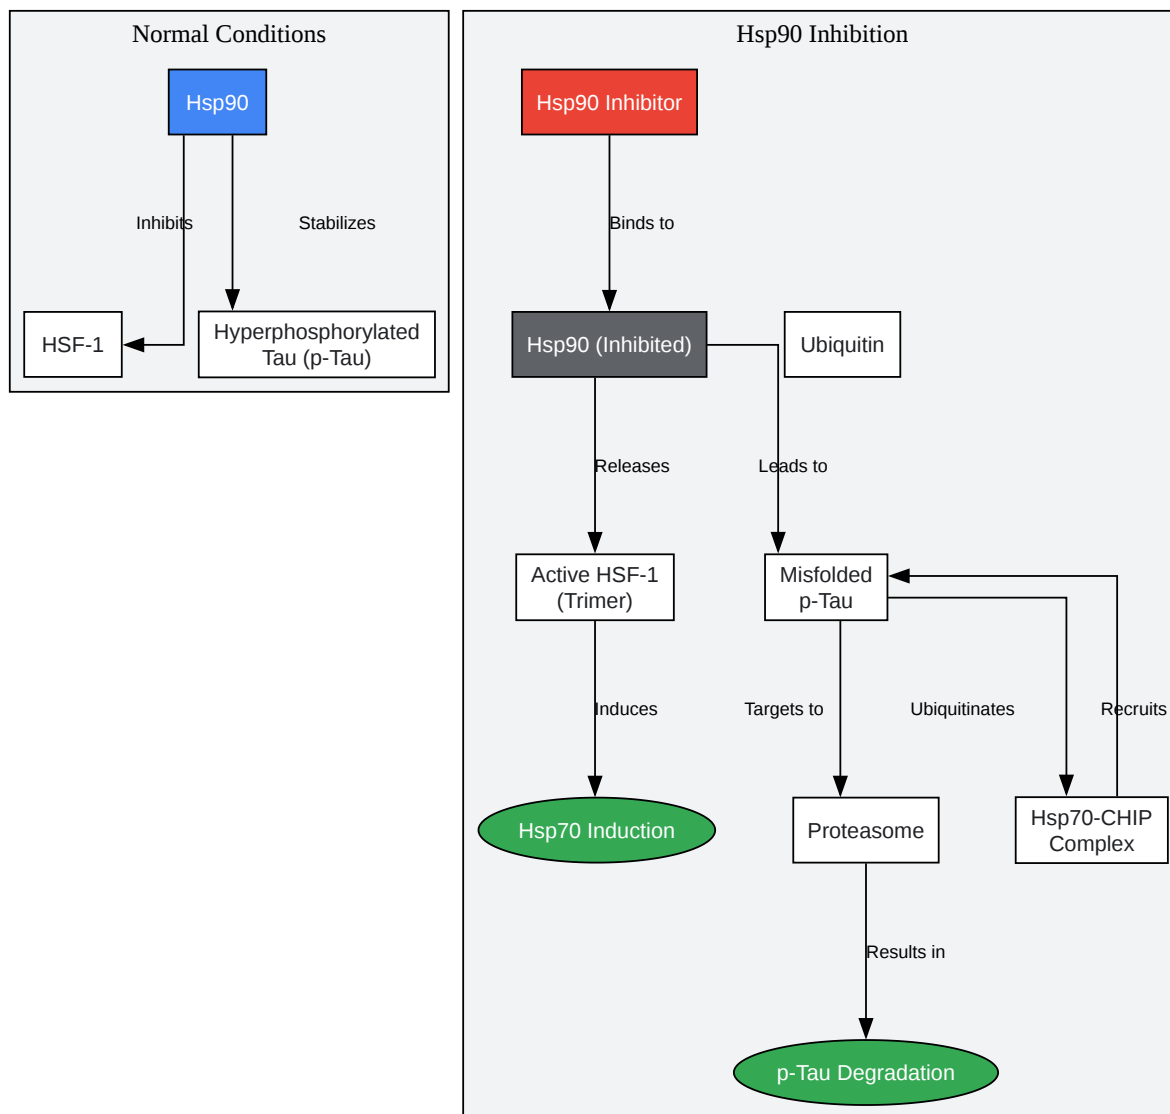 Normal Conditions
Hsp90
Inhibits
Stabilizes
HSF-1
Hyperphosphorylated
Tau (p-Tau)
Hsp90 Inhibition
Hsp90 Inhibitor
Binds to
Hsp90 (Inhibited)
Ubiquitin
Releases
Leads to
Active HSF-1
(Trimer)
Misfolded
p-Tau
Induces
Targets to
Ubiquitinates
Recruits
Hsp70 Induction
Proteasome
Hsp70-CHIP
Complex
Results in
p-Tau Degradation